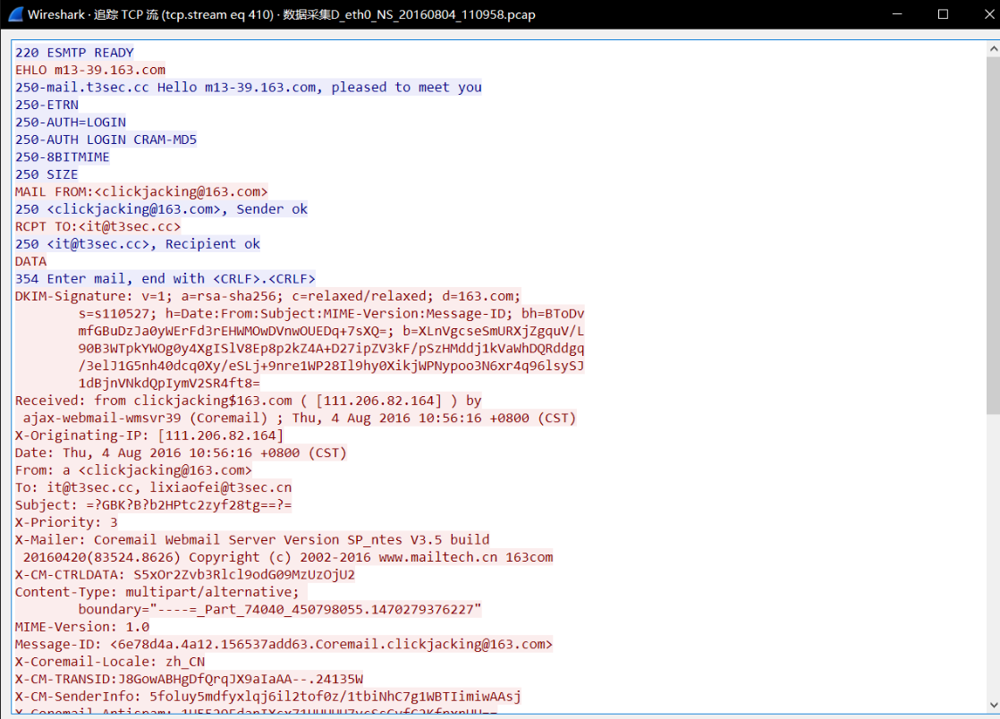 Wireshark · 追踪 TCP 流 (tcp.stream eq 410) · 数据采集D_eth0_NS_20160804_110958.pcap
220 ESMTP READY
EHLO m13-39.163.com
250-mail.t3sec.cc Hello m13-39.163.com, pleased to meet you
250-ETRN
250-AUTH=LOGIN
250-AUTH LOGIN CRAM-MD5
250-8BITMIME
250 SIZE
MAIL FROM:<clickjacking@163.com>
250 <clickjacking@163.com>, Sender ok
RCPT TO:<it@t3sec.cc>
250 <it@t3sec.cc>, Recipient ok
DATA
354 Enter mail, end with <CRLF>.<CRLF>
DKIM-Signature: v=1; a=rsa-sha256; c=relaxed/relaxed; d=163.com;
s=s110527; h=Date:From:Subject:MIME-Version:Message-ID; bh=BToDv
mfGBuDzJa0yWErFd3rEHWMOwDVnwOUEDq+7sXQ=; b=XLnVgcseSmURXjZgquV/L
90B3WTpkYWOg0y4XgISlV8Ep8p2kZ4A+D27ipZV3kF/pSzHMddj1kVaWhDQRddgq
/3elJ1G5nh40dcq0Xy/eSLj+9nre1WP28Il9hy0XikjWPNypoo3N6xr4q96lsySJ
1dBjnVNkdQpIymV2SR4ft8=
Received: from clickjacking$163.com ( [111.206.82.164] ) by
ajax-webmail-wmsvr39 (Coremail) ; Thu, 4 Aug 2016 10:56:16 +0800 (CST)
X-Originating-IP: [111.206.82.164]
Date: Thu, 4 Aug 2016 10:56:16 +0800 (CST)
From: a <clickjacking@163.com>
To: it@t3sec.cc, lixiaofei@t3sec.cn
Subject: =?GBK?B?b2HPtc2zyf28tg==?=
X-Priority: 3
X-Mailer: Coremail Webmail Server Version SP_ntes V3.5 build
20160420(83524.8626) Copyright (c) 2002-2016 www.mailtech.cn 163com
X-CM-CTRLDATA: S5xOr2Zvb3Rlcl9odG09MzUzOjU2
Content-Type: multipart/alternative;
boundary="----=_Part_74040_450798055.1470279376227"
MIME-Version: 1.0
Message-ID: <6e78d4a.4a12.156537add63.Coremail.clickjacking@163.com>
X-Coremail-Locale: zh_CN
X-CM-TRANSID:J8GowABHgDfQrqJX9aIaAA--.24135W
X-CM-SenderInfo: 5foluy5mdfyxlqj6il2tof0z/1tbiNhC7g1WBTIimiwAAsj